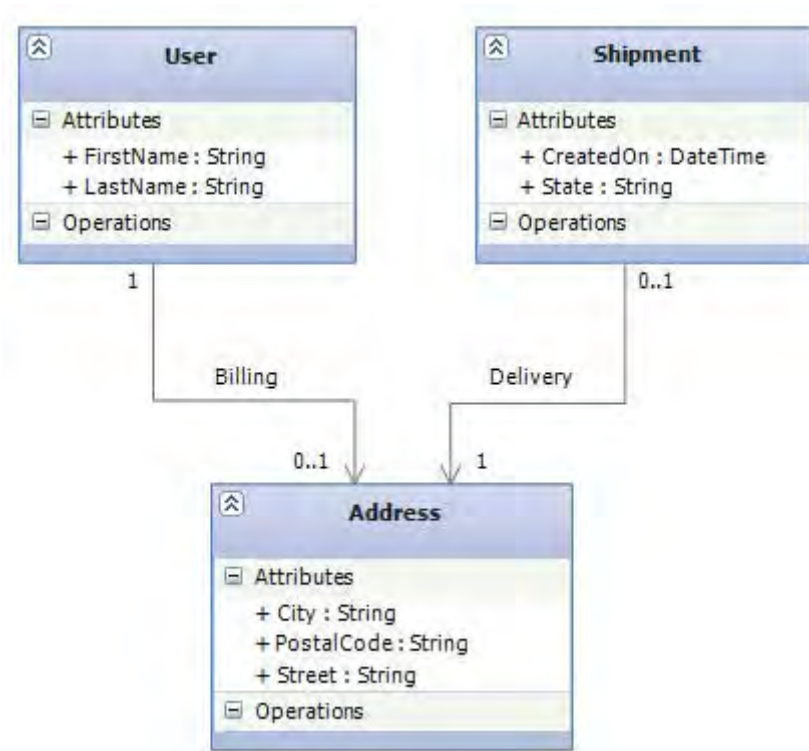 User
Attributes
+ FirstName : String
+ LastName : String
Operations
Shipment
Attributes
+ CreatedOn : DateTime
+ State : String
Operations
1
0..1
Billing
Delivery
0..1
1
Address
Attributes
+ City : String
+ PostalCode : String
+ Street : String
Operations